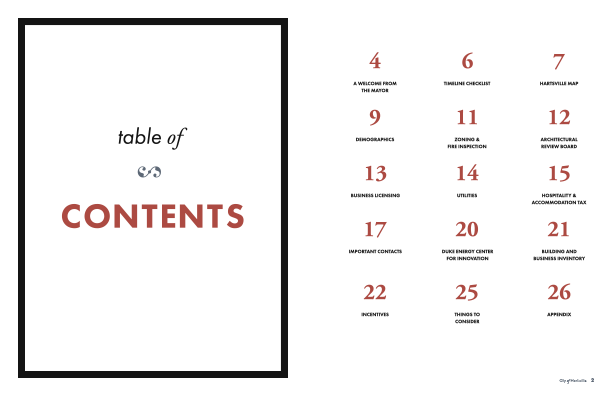 table of
CONTENTS
4
A WELCOME FROM
THE MAYOR
6
TIMELINE CHECKLIST
7
HARTSVILLE MAP
9
DEMOGRAPHICS
11
ZONING &
FIRE INSPECTION
12
ARCHITECTURAL
REVIEW BOARD
13
BUSINESS LICENSING
14
UTILITIES
15
HOSPITALITY &
ACCOMMODATION TAX
17
IMPORTANT CONTACTS
20
DUKE ENERGY CENTER
FOR INNOVATION
21
BUILDING AND
BUSINESS INVENTORY
22
INCENTIVES
25
THINGS TO
CONSIDER
26
APPENDIX
City of Hartsville 3